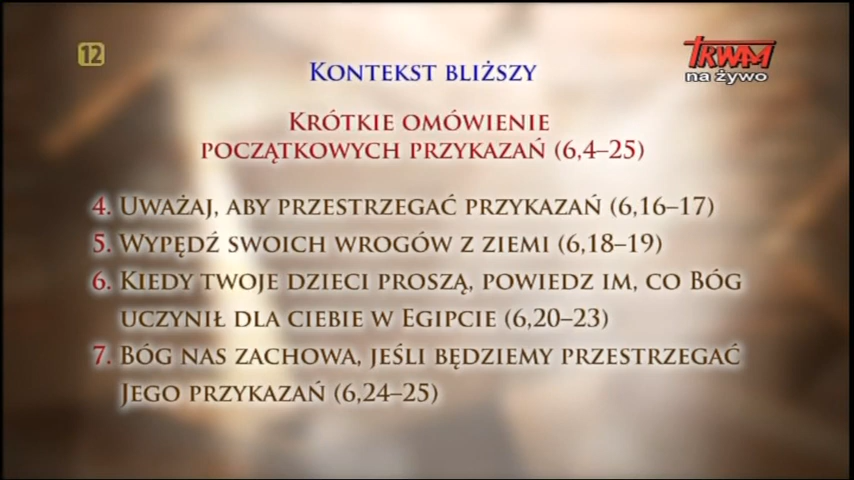 12
TRWAM
na żywo
KONTEKST BLIŻSZY
KRÓTKIE OMÓWIENIE
POCZĄTKOWYCH PRZYKAZAŃ (6,4–25)
4. UWAŻAJ, ABY PRZESTRZEGAĆ PRZYKAZAŃ (6,16–17)
5. WYPĘDŹ SWOICH WROGÓW Z ZIEMI (6,18–19)
6. KIEDY TWOJE DZIECI PROSZĄ, POWIEDZ IM, CO BÓG
UCZYNIŁ DLA CIEBIE W EGIPCIE (6,20–23)
7. BÓG NAS ZACHOWA, JEŚLI BĘDZIEMY PRZESTRZEGAĆ
JEGO PRZYKAZAŃ (6,24–25)